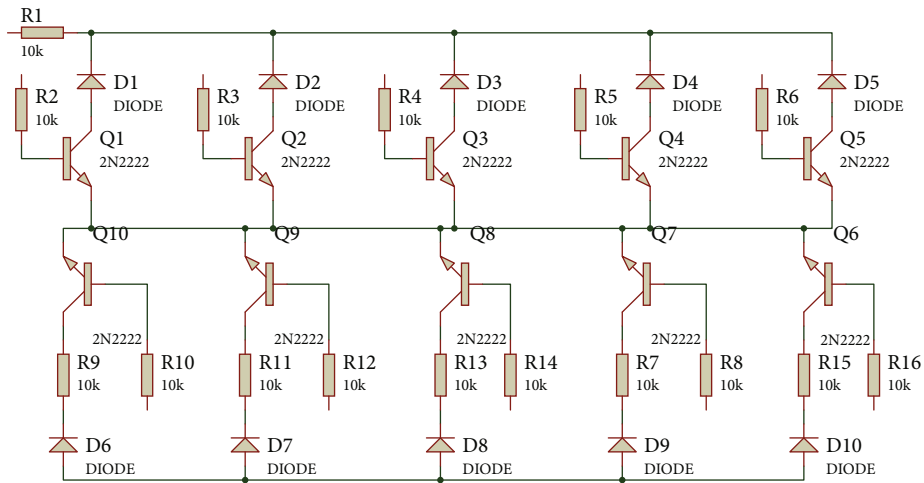 R1
10k
R2
10k
D1
DIODE
Q1
2N2222
R3
10k
D2
DIODE
Q2
2N2222
R4
10k
D3
DIODE
Q3
2N2222
R5
10k
D4
DIODE
Q4
2N2222
R6
10k
D5
DIODE
Q5
2N2222
Q10
2N2222
R9
10k
R10
10k
D6
DIODE
Q9
2N2222
R11
10k
R12
10k
D7
DIODE
Q8
2N2222
R13
10k
R14
10k
D8
DIODE
Q7
2N2222
R7
10k
R8
10k
D9
DIODE
Q6
2N2222
R15
10k
R16
10k
D10
DIODE